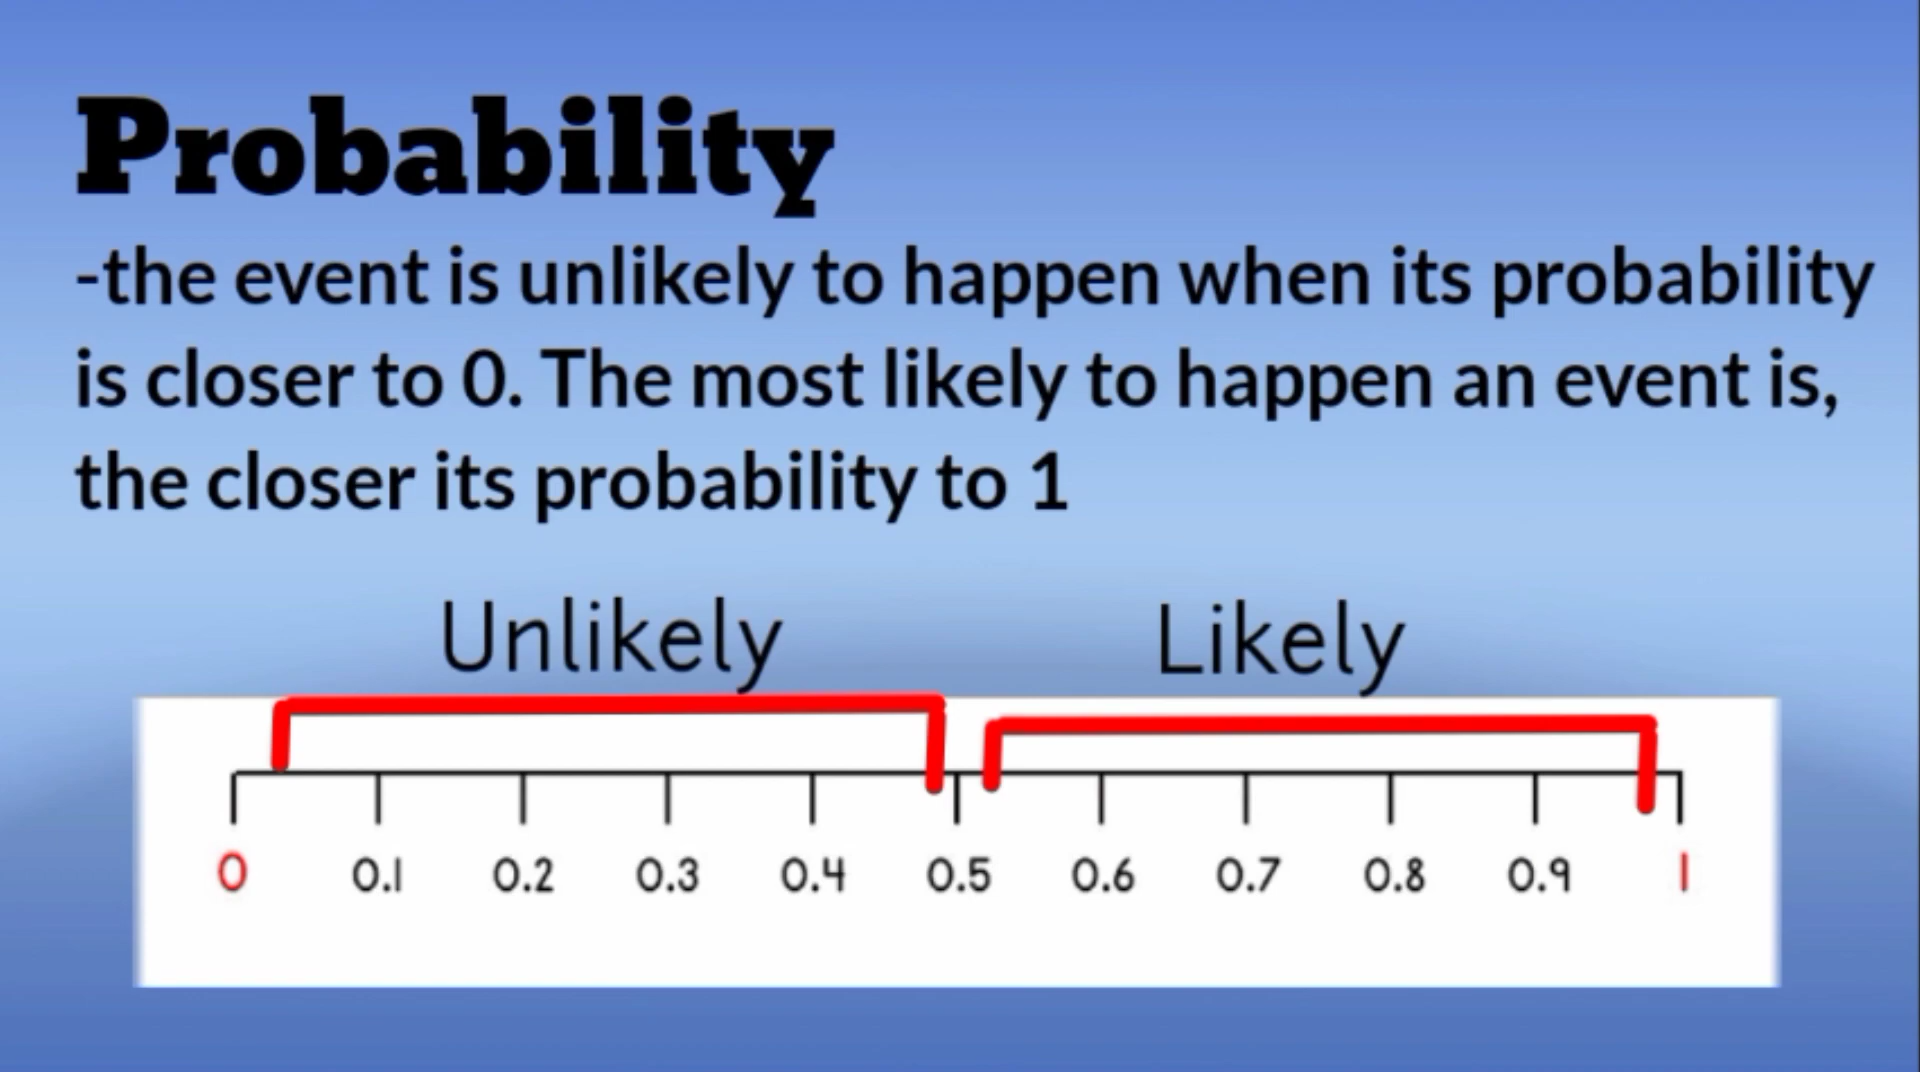 Probability
-the event is unlikely to happen when its probability
is closer to 0. The most likely to happen an event is,
the closer its probability to 1
Unlikely Likely
0 0.1 0.2 0.3 0.4 0.5 0.6 0.7 0.8 0.9 1